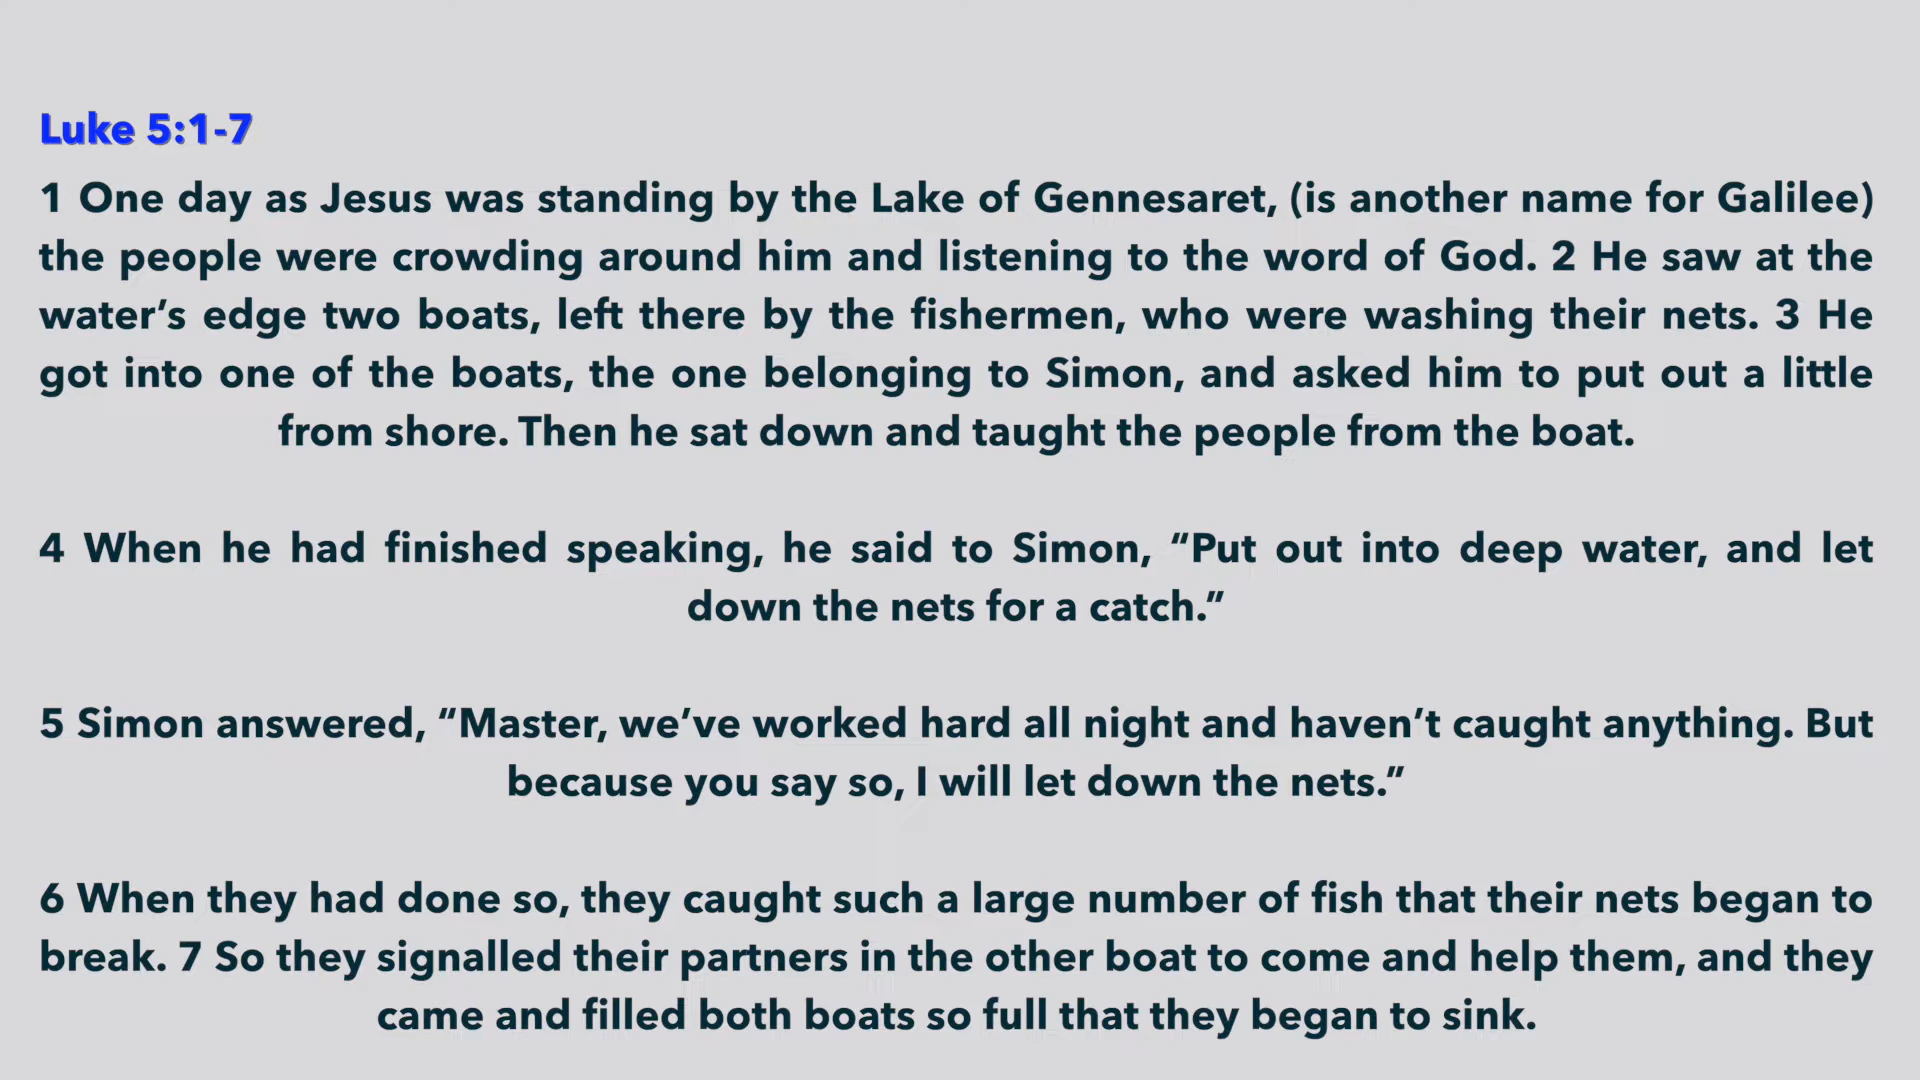 Luke 5:1-7
1 One day as Jesus was standing by the Lake of Gennesaret, (is another name for Galilee)
the people were crowding around him and listening to the word of God. 2 He saw at the
water’s edge two boats, left there by the fishermen, who were washing their nets. 3 He
got into one of the boats, the one belonging to Simon, and asked him to put out a little
from shore. Then he sat down and taught the people from the boat.
4 When he had finished speaking, he said to Simon, “Put out into deep water, and let
down the nets for a catch.”
5 Simon answered, “Master, we’ve worked hard all night and haven’t caught anything. But
because you say so, I will let down the nets.”
6 When they had done so, they caught such a large number of fish that their nets began to
break. 7 So they signalled their partners in the other boat to come and help them, and they
came and filled both boats so full that they began to sink.